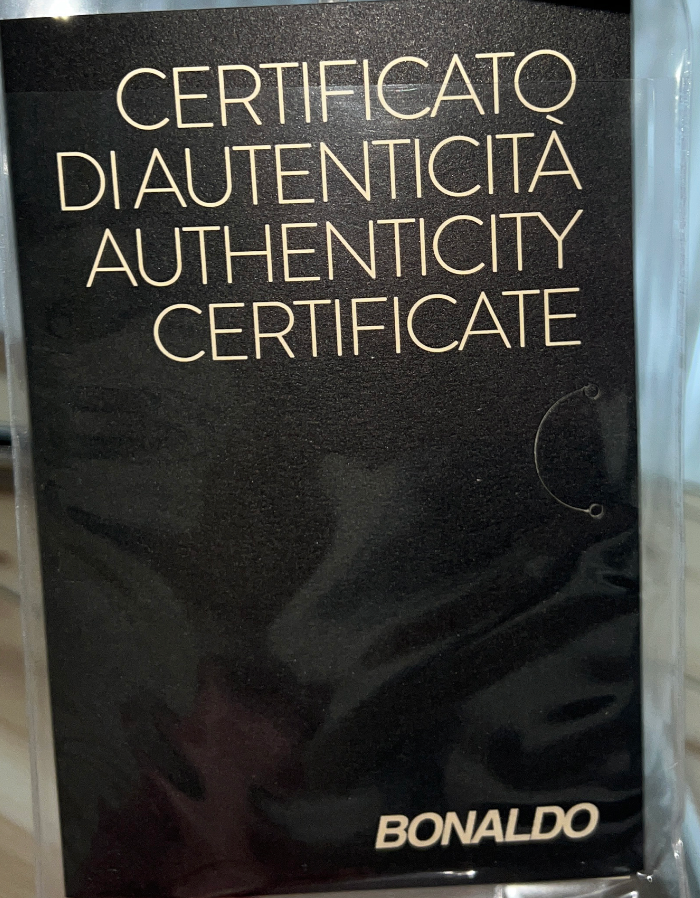 CERTIFICATO
DI AUTENTICITÀ
AUTHENTICITY
CERTIFICATE
BONALDO